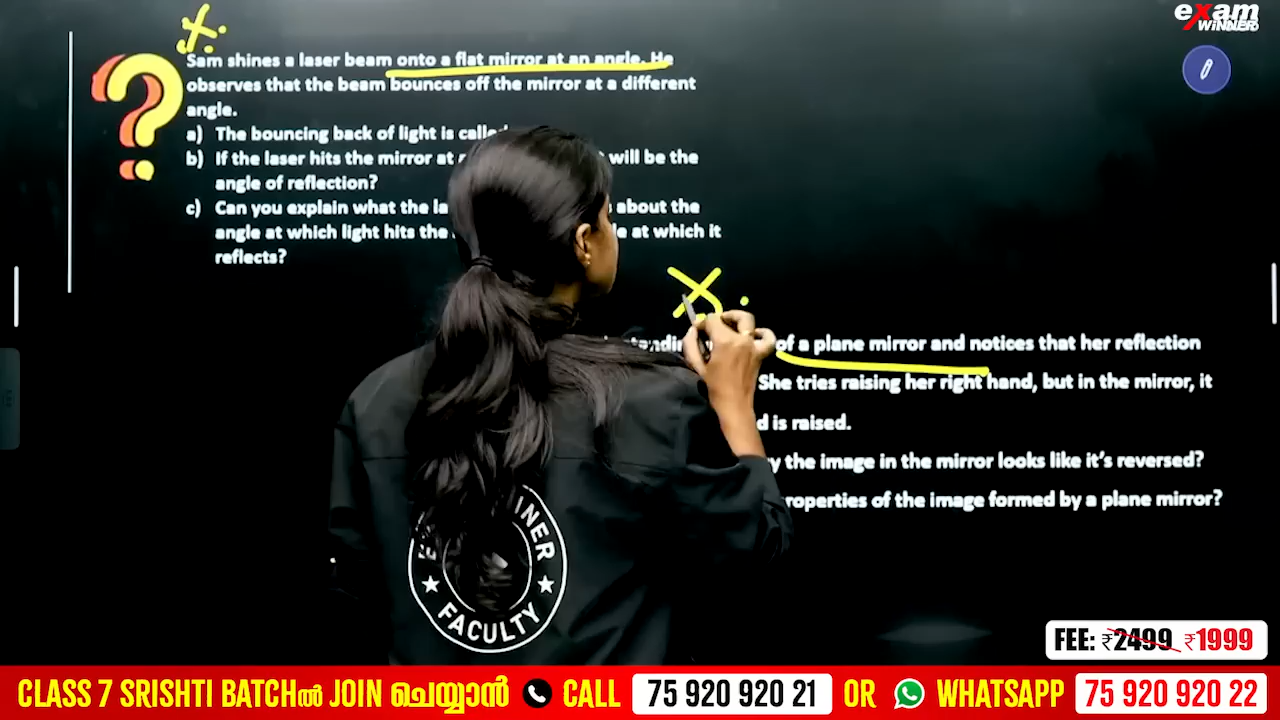 exam
WiNNER
Sam shines a laser beam onto a flat mirror at an angle. He
observes that the beam bounces off the mirror at a different
angle.
a) The bouncing back of light is called
b) If the laser hits the mirror at will be the
angle of reflection?
c) Can you explain what the about the
angle at which light hits the at which it
reflects?
of a plane mirror and notices that her reflection
She tries raising her right hand, but in the mirror, it
is raised.
the image in the mirror looks like it's reversed?
properties of the image formed by a plane mirror?
FACULTY
FEE: ₹2499 ₹1999
CLASS 7 SRISHTI BATCHൽ JOIN ചെയ്യാൻ CALL 75 920 920 21 OR WHATSAPP 75 920 920 22